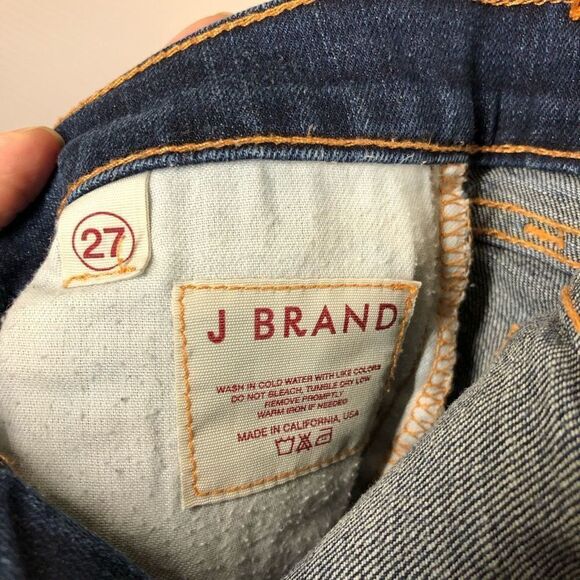 27
J BRAND
WASH IN COLD WATER WITH LIKE COLORS
DO NOT BLEACH, TUMBLE DRY LOW
REMOVE PROMPTLY
WARM IRON IF NEEDED
MADE IN CALIFORNIA, USA